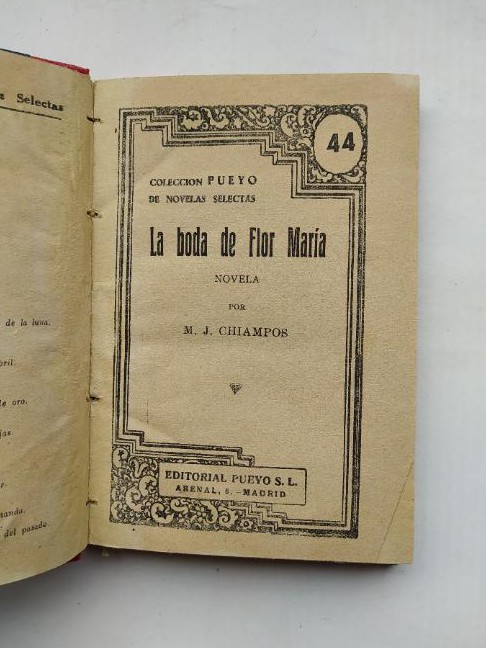 Selectas
de la luna.
de oro.
del pasado.
44
COLECCION PUEYO
DE NOVELAS SELECTAS
La boda de Flor María
NOVELA
POR
M. J. CHIAMPOS
EDITORIAL PUEYO S. L.
ARENAL, 6.-MADRID